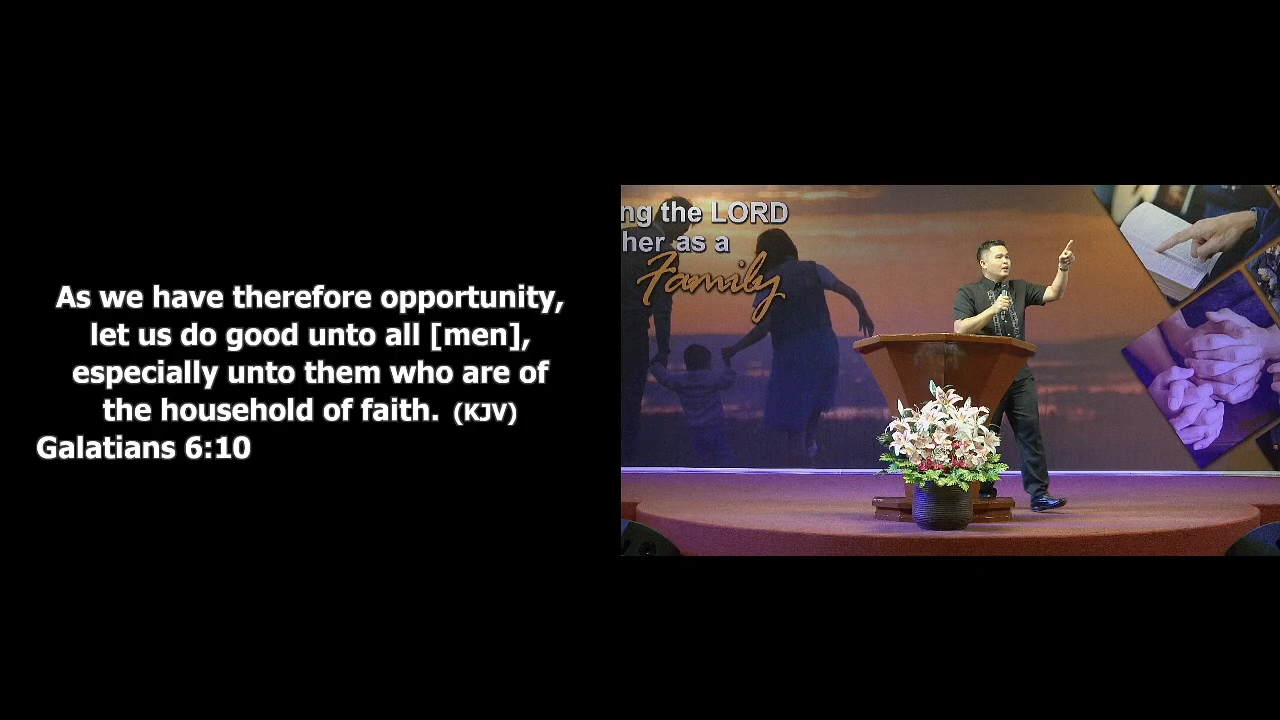 As we have therefore opportunity,
let us do good unto all [men],
especially unto them who are of
the household of faith. (KJV)
Galatians 6:10
ng the LORD
her as a
Family